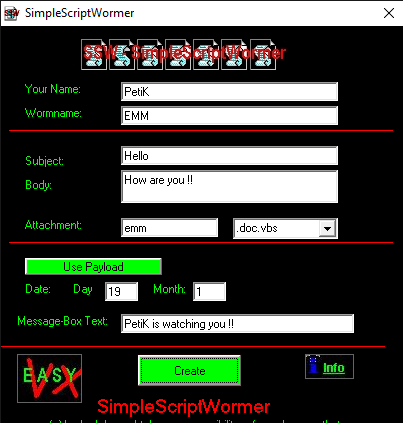 SimpleScriptWormer
SSW - SimpleScriptWormer
Your Name: PetiK
Wormname: EMM
Subject: Hello
Body: How are you !!
Attachment: emm .doc.vbs
Use Payload
Date: Day 19 Month: 1
Message-Box Text: PetiK is watching you !!
EASY VX Create Info
SimpleScriptWormer